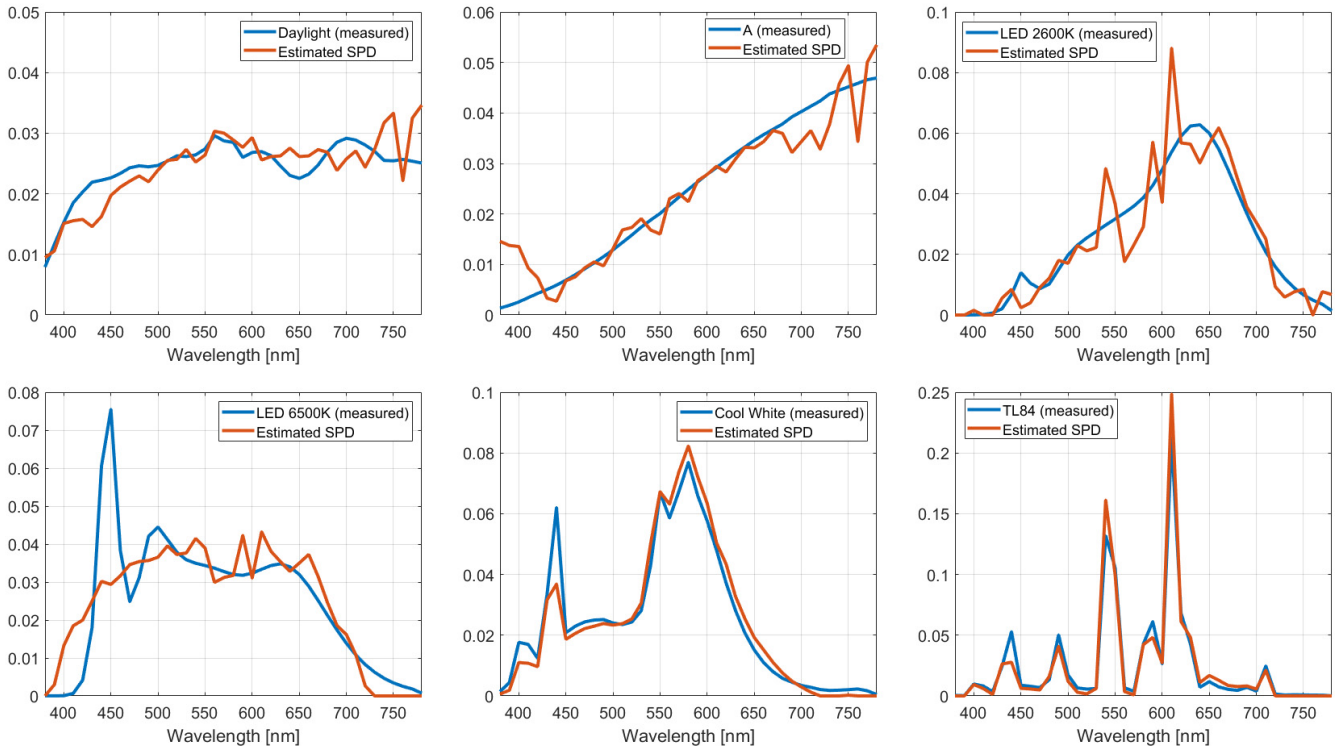 0.05
0.04
0.03
0.02
0.01
0
Daylight (measured)
Estimated SPD
400 450 500 550 600 650 700 750
Wavelength [nm]
0.06
0.05
0.04
0.03
0.02
0.01
0
A (measured)
Estimated SPD
400 450 500 550 600 650 700 750
Wavelength [nm]
0.1
0.08
0.06
0.04
0.02
0
LED 2600K (measured)
Estimated SPD
400 450 500 550 600 650 700 750
Wavelength [nm]
0.08
0.07
0.06
0.05
0.04
0.03
0.02
0.01
0
LED 6500K (measured)
Estimated SPD
400 450 500 550 600 650 700 750
Wavelength [nm]
0.1
0.08
0.06
0.04
0.02
0
Cool White (measured)
Estimated SPD
400 450 500 550 600 650 700 750
Wavelength [nm]
0.25
0.2
0.15
0.1
0.05
0
TL84 (measured)
Estimated SPD
400 450 500 550 600 650 700 750
Wavelength [nm]